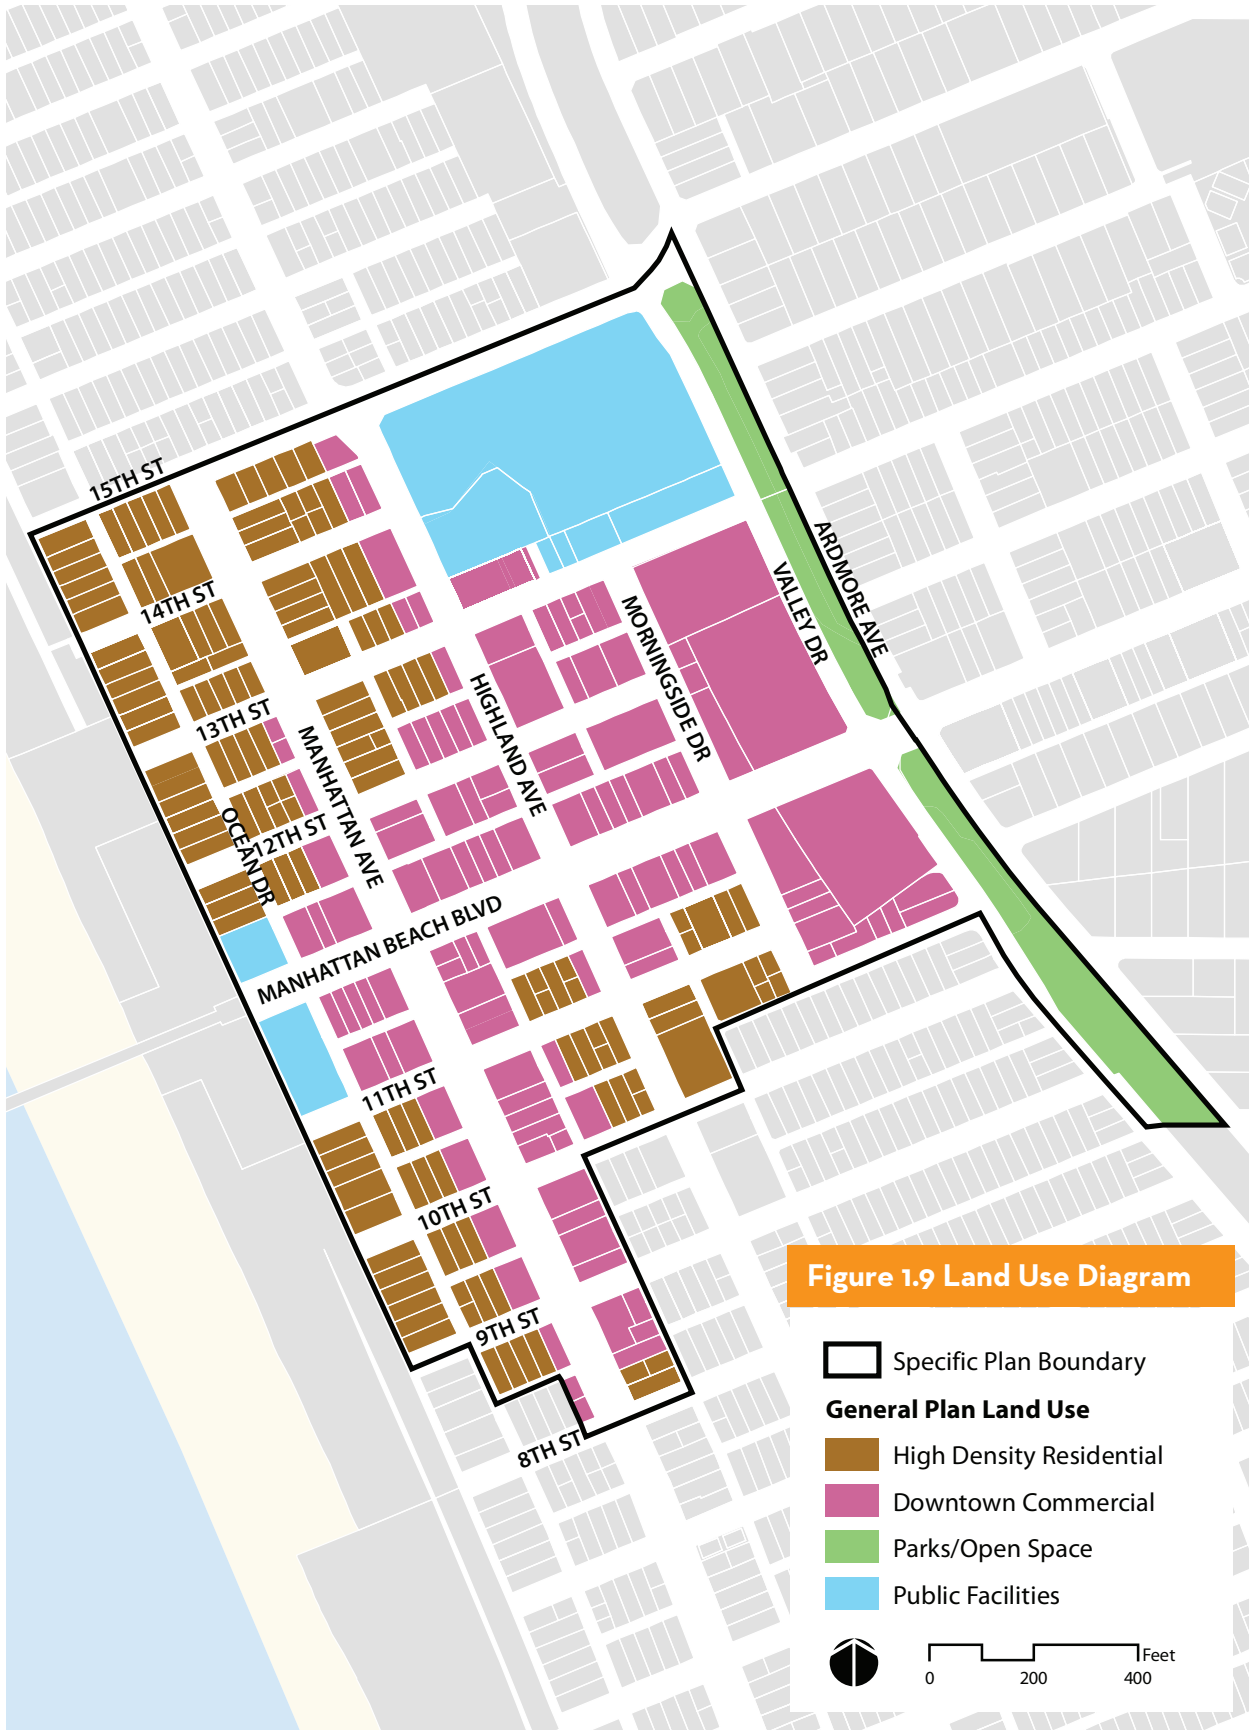 15TH ST
14TH ST
13TH ST
12TH ST
OCEAN DR
MANHATTAN AVE
HIGHLAND AVE
MORNINGSIDE DR
VALLEY DR
ARDMORE AVE
MANHATTAN BEACH BLVD
11TH ST
10TH ST
9TH ST
8TH ST
Figure 1.9 Land Use Diagram
Specific Plan Boundary
General Plan Land Use
High Density Residential
Downtown Commercial
Parks/Open Space
Public Facilities
Feet
0 200 400